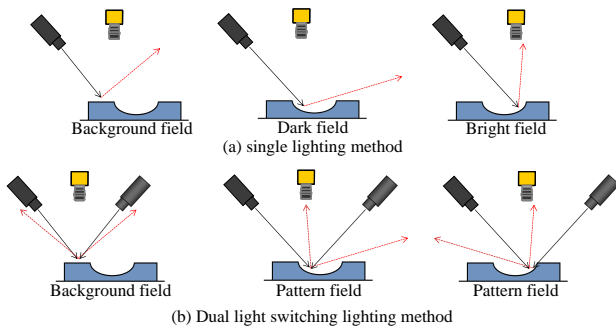 Background field
Dark field
Bright field
(a) single lighting method
Background field
Pattern field
Pattern field
(b) Dual light switching lighting method